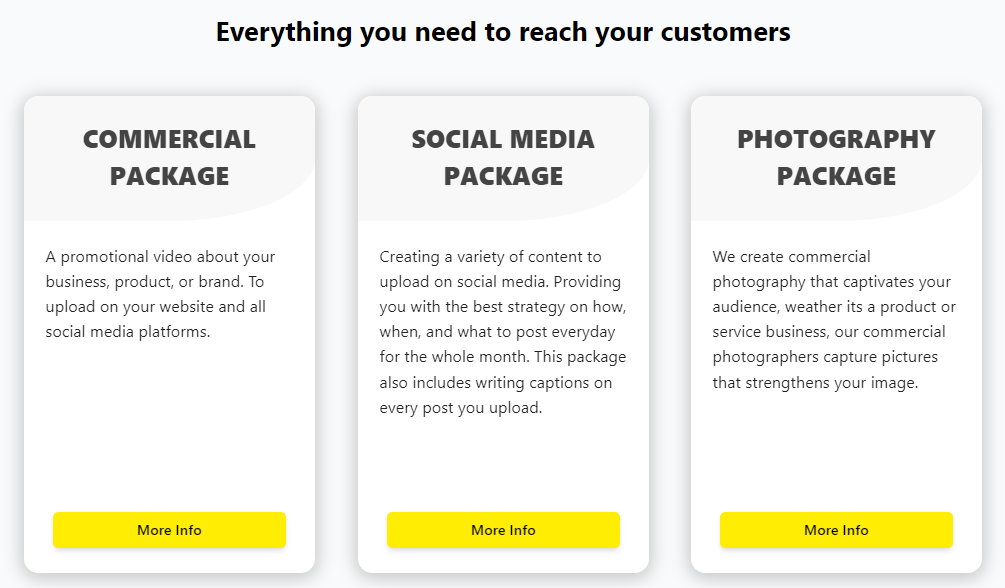 Everything you need to reach your customers
COMMERCIAL
PACKAGE
A promotional video about your
business, product, or brand. To
upload on your website and all
social media platforms.
More Info
SOCIAL MEDIA
PACKAGE
Creating a variety of content to
upload on social media. Providing
you with the best strategy on how,
when, and what to post everyday
for the whole month. This package
also includes writing captions on
every post you upload.
More Info
PHOTOGRAPHY
PACKAGE
We create commercial
photography that captivates your
audience, weather its a product or
service business, our commercial
photographers capture pictures
that strengthens your image.
More Info